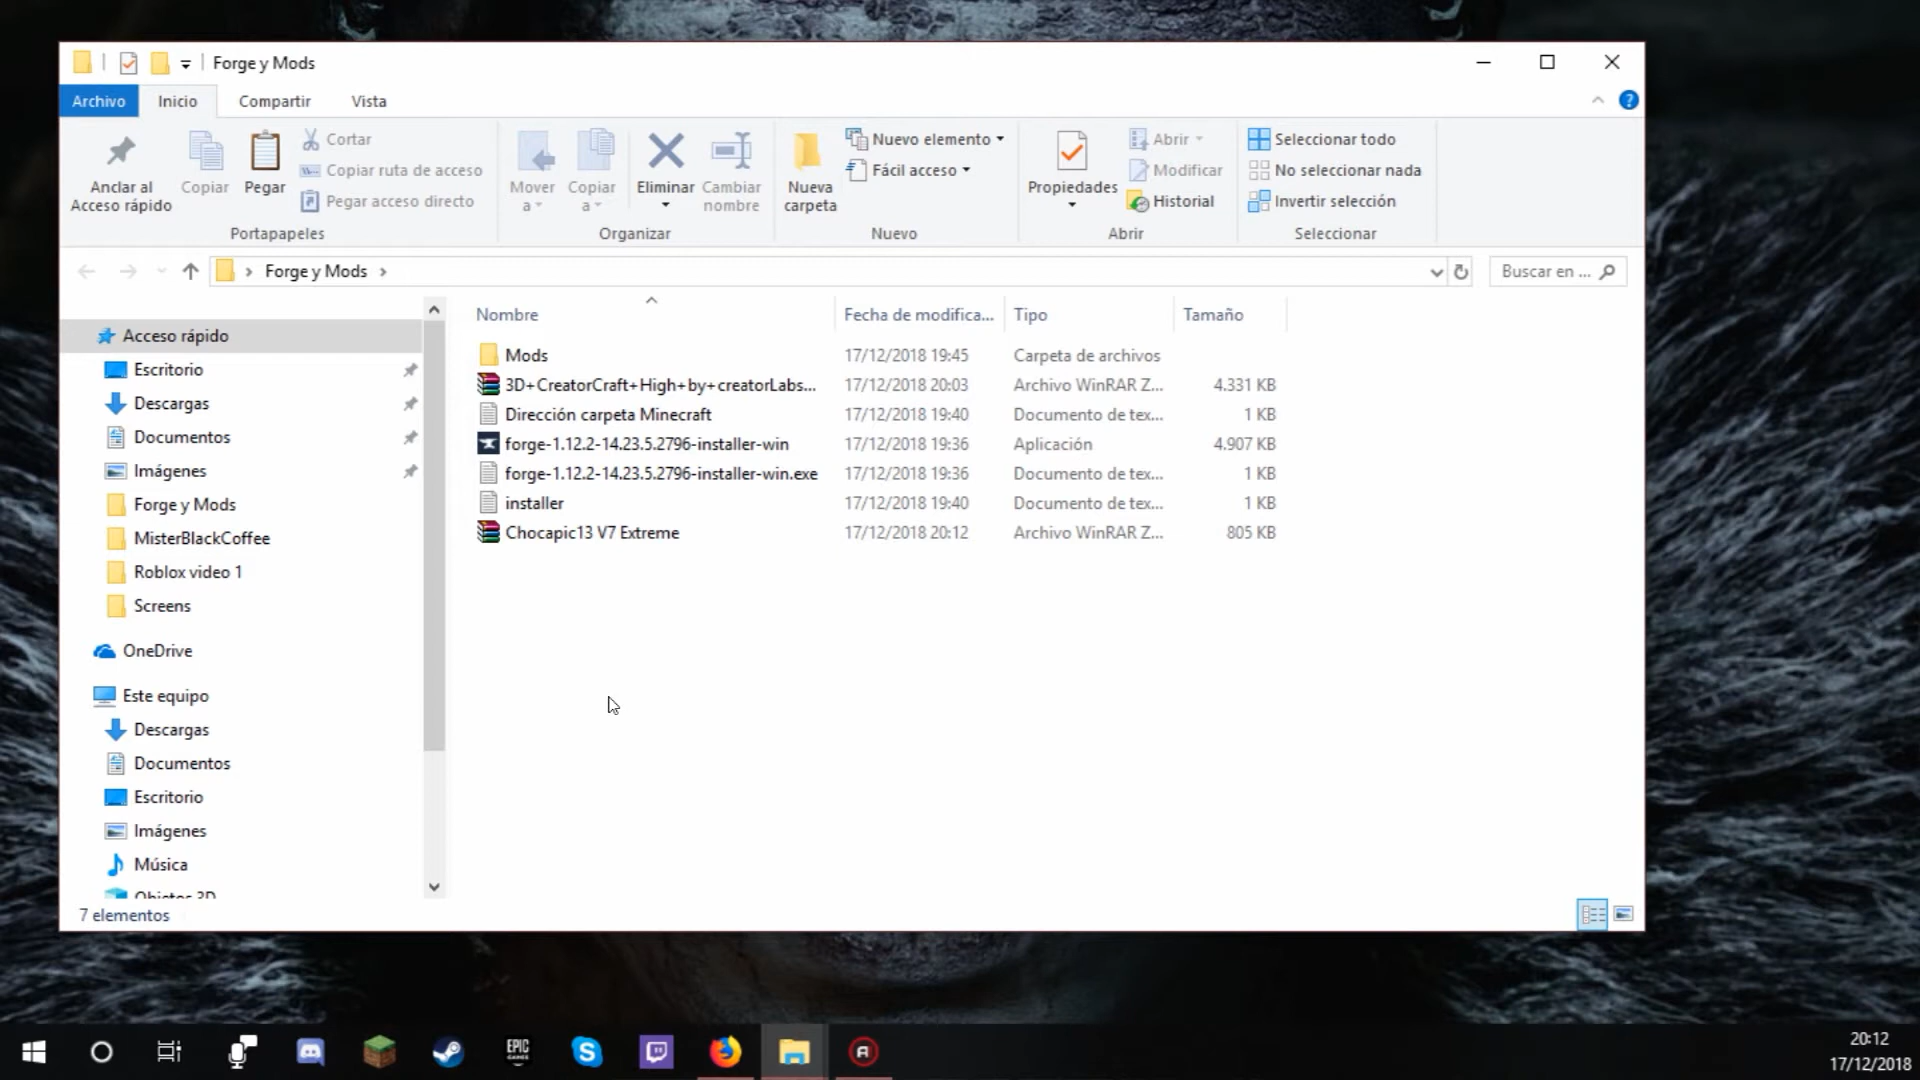 Forge y Mods
Archivo Inicio Compartir Vista
Anclar al Acceso rápido
Copiar
Pegar
Cortar
Copiar ruta de acceso
Pegar acceso directo
Portapapeles
Mover a
Copiar a
Eliminar
Cambiar nombre
Organizar
Nueva carpeta
Nuevo elemento
Fácil acceso
Nuevo
Propiedades
Abrir
Modificar
Historial
Abrir
Seleccionar todo
No seleccionar nada
Invertir selección
Seleccionar
Forge y Mods
Buscar en ...
Acceso rápido
Escritorio
Descargas
Documentos
Imágenes
Forge y Mods
MisterBlackCoffee
Roblox video 1
Screens
OneDrive
Este equipo
Descargas
Documentos
Escritorio
Imágenes
Música
Objetos 3D
Nombre Fecha de modifica... Tipo Tamaño
Mods 17/12/2018 19:45 Carpeta de archivos
3D+CreatorCraft+High+by+creatorLabs... 17/12/2018 20:03 Archivo WinRAR Z... 4.331 KB
Dirección carpeta Minecraft 17/12/2018 19:40 Documento de tex... 1 KB
forge-1.12.2-14.23.5.2796-installer-win 17/12/2018 19:36 Aplicación 4.907 KB
forge-1.12.2-14.23.5.2796-installer-win.exe 17/12/2018 19:36 Documento de tex... 1 KB
installer 17/12/2018 19:40 Documento de tex... 1 KB
Chocapic13 V7 Extreme 17/12/2018 20:12 Archivo WinRAR Z... 805 KB
7 elementos
EPIC GAMES
20:12
17/12/2018